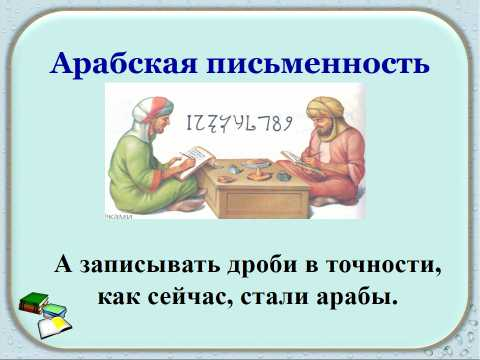 Арабская письменность
А записывать дроби в точности,
как сейчас, стали арабы.